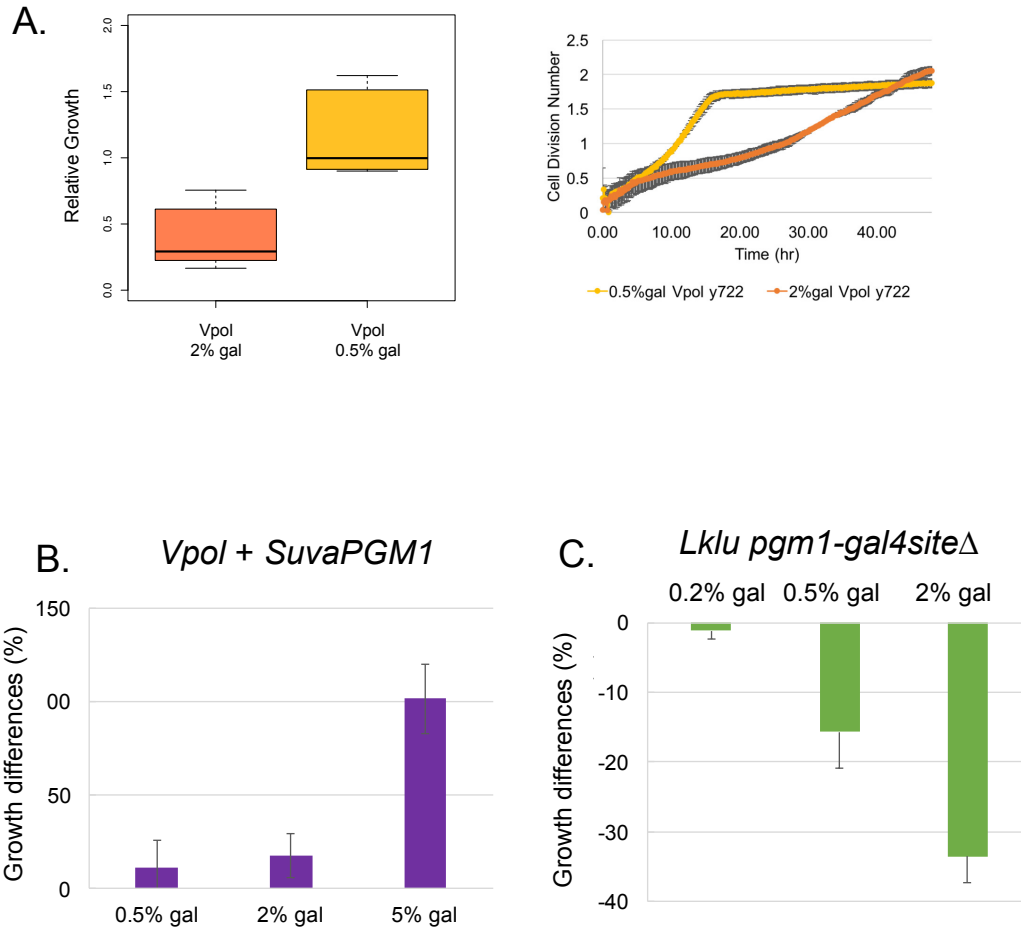 A.
Relative Growth
2.0
1.5
1.0
0.5
0.0
Vpol
2% gal
Vpol
0.5% gal
Cell Division Number
2.5
2
1.5
1
0.5
0
0.00 10.00 20.00 30.00 40.00
Time (hr)
0.5%gal Vpol y722 2%gal Vpol y722
B.
Vpol + SuvaPGM1
Growth differences (%)
150
00
50
0
0.5% gal 2% gal 5% gal
C.
Lklu pgm1-gal4siteΔ
0.2% gal 0.5% gal 2% gal
Growth differences (%)
0
-10
-20
-30
-40